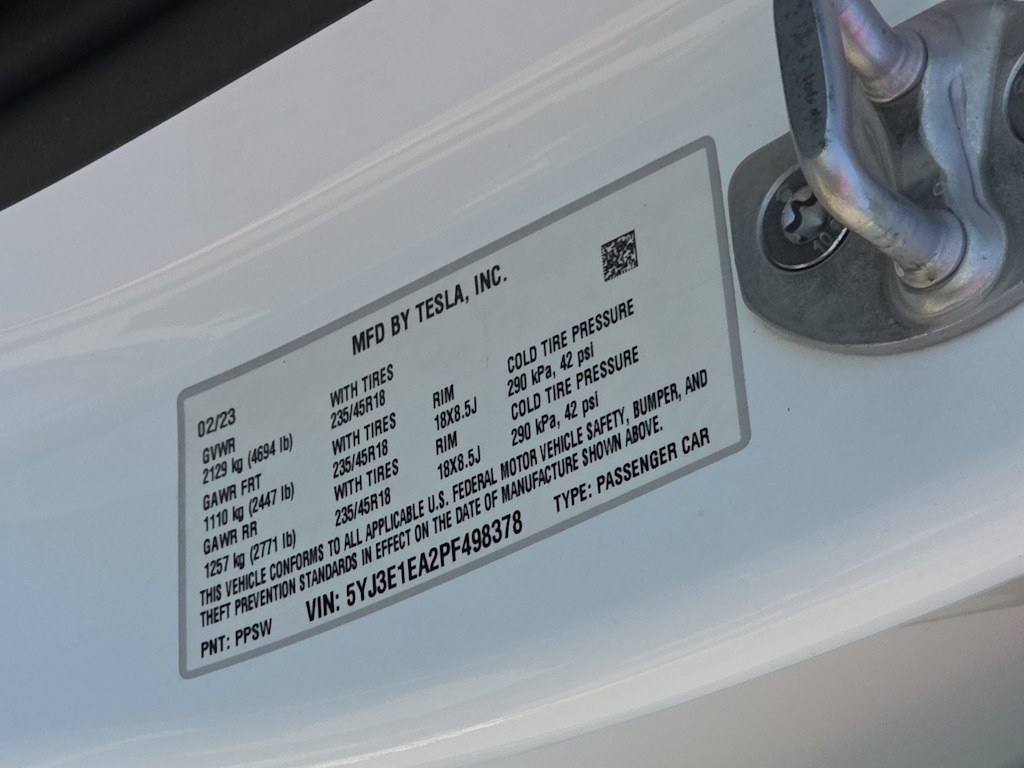 MFD BY TESLA, INC.
02/23
GVWR WITH TIRES
2129 kg (4694 lb) 235/45R18
GAWR FRT WITH TIRES RIM COLD TIRE PRESSURE
1110 kg (2447 lb) 235/45R18 18X8.5J 290 kPa, 42 psi
GAWR RR WITH TIRES RIM COLD TIRE PRESSURE
1257 kg (2771 lb) 235/45R18 18X8.5J 290 kPa, 42 psi
THIS VEHICLE CONFORMS TO ALL APPLICABLE U.S. FEDERAL MOTOR VEHICLE SAFETY, BUMPER, AND
THEFT PREVENTION STANDARDS IN EFFECT ON THE DATE OF MANUFACTURE SHOWN ABOVE.
PNT: PPSW VIN: 5YJ3E1EA2PF498378 TYPE: PASSENGER CAR